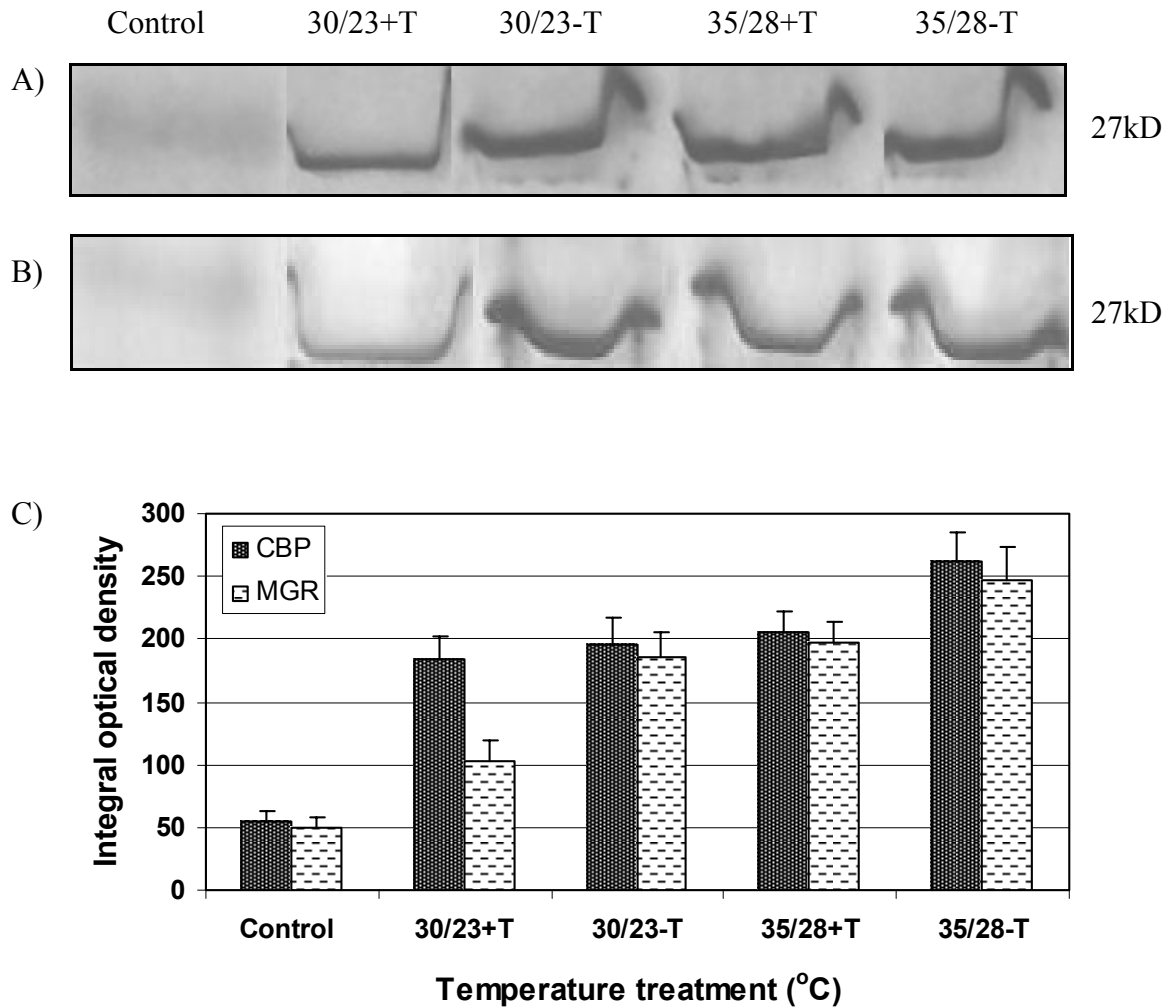 Control 30/23+T 30/23-T 35/28+T 35/28-T
A)
27kD
B)
27kD
C)
Integral optical density
300
250
200
150
100
50
0
CBP
MGR
Control 30/23+T 30/23-T 35/28+T 35/28-T
Temperature treatment (°C)